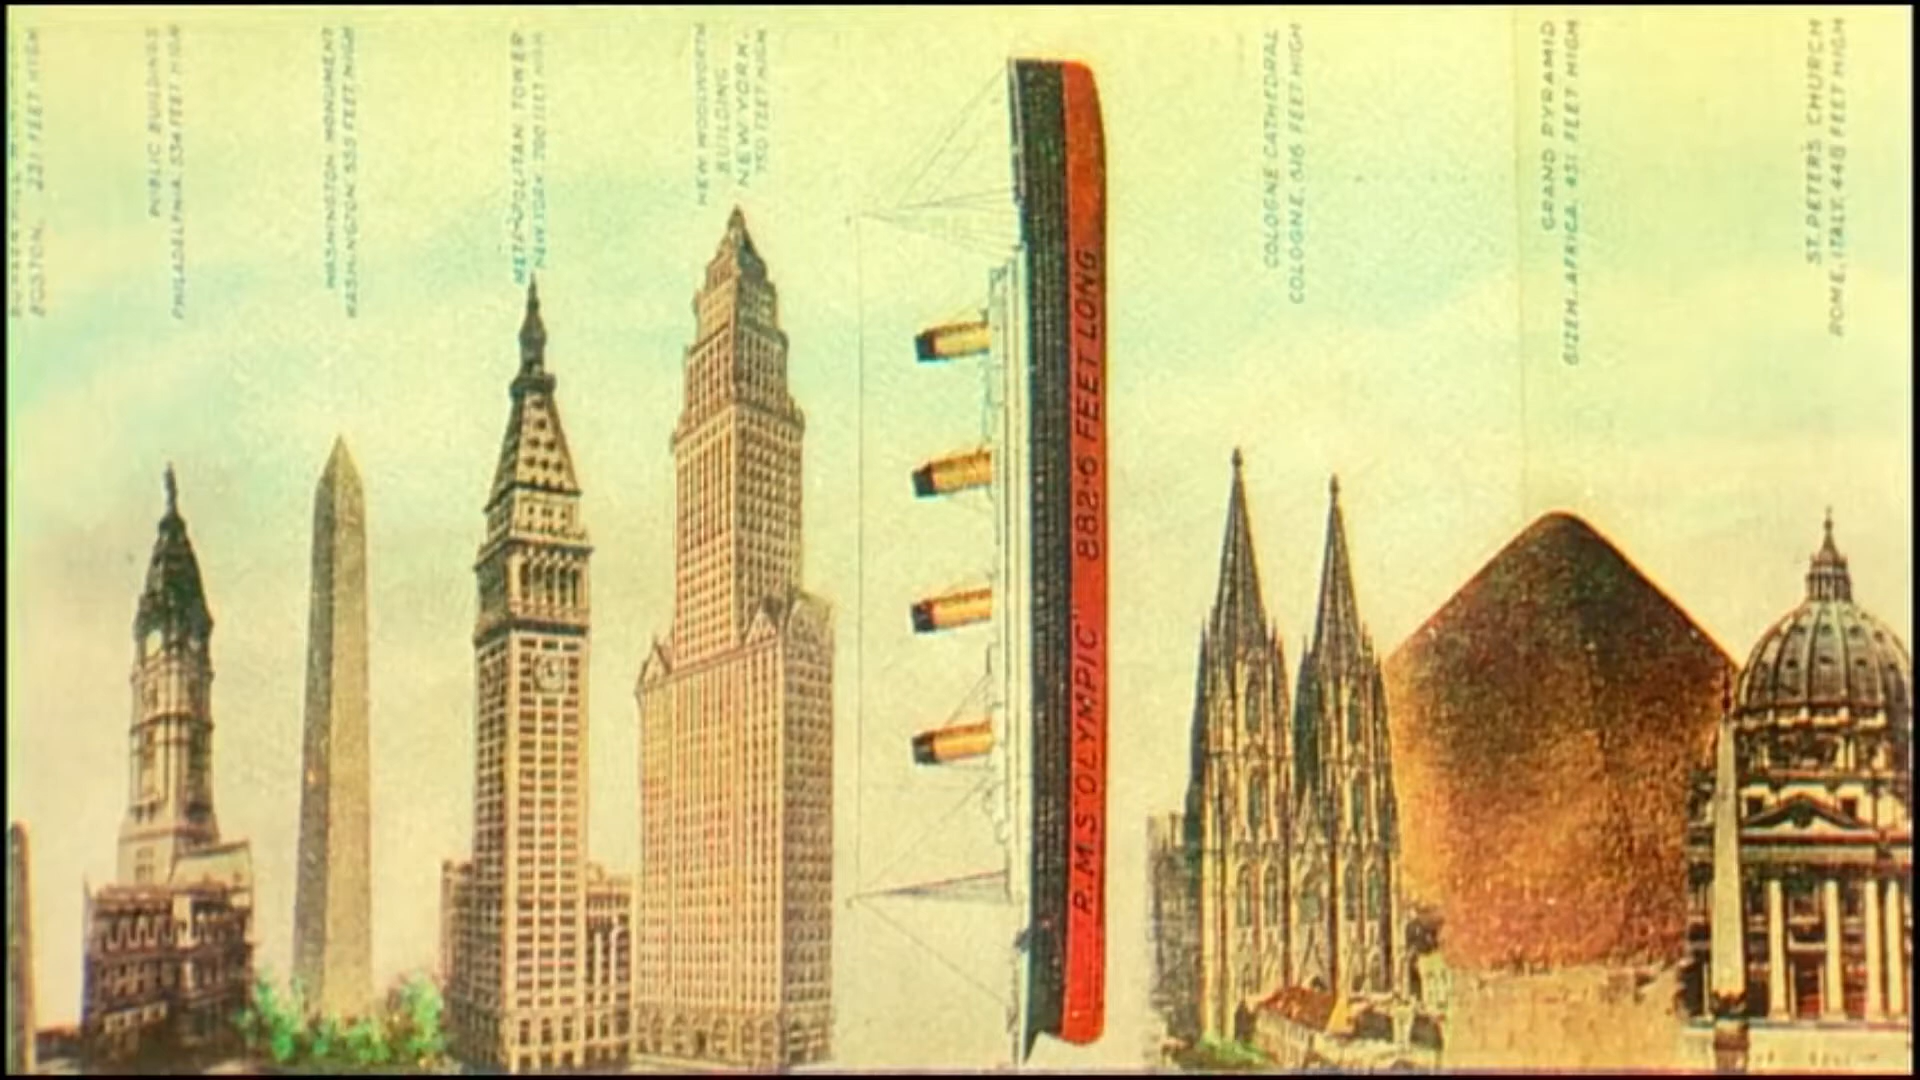 BOSTON, 221 FEET HIGH
PUBLIC BUILDINGS
PHILADELPHIA. 534 FEET HIGH
WASHINGTON MONUMENT
WASHINGTON. 555 FEET HIGH
METROPOLITAN TOWER
NEW YORK. 700 FEET HIGH
NEW WOOLWORTH
BUILDING
NEW YORK.
750 FEET HIGH
R.M.S OLYMPIC 882·6 FEET LONG
COLOGNE CATHEDRAL
COLOGNE. 516 FEET HIGH
GRAND PYRAMID
GIZEH. AFRICA. 451 FEET HIGH
ST. PETER'S CHURCH
ROME. ITALY. 448 FEET HIGH